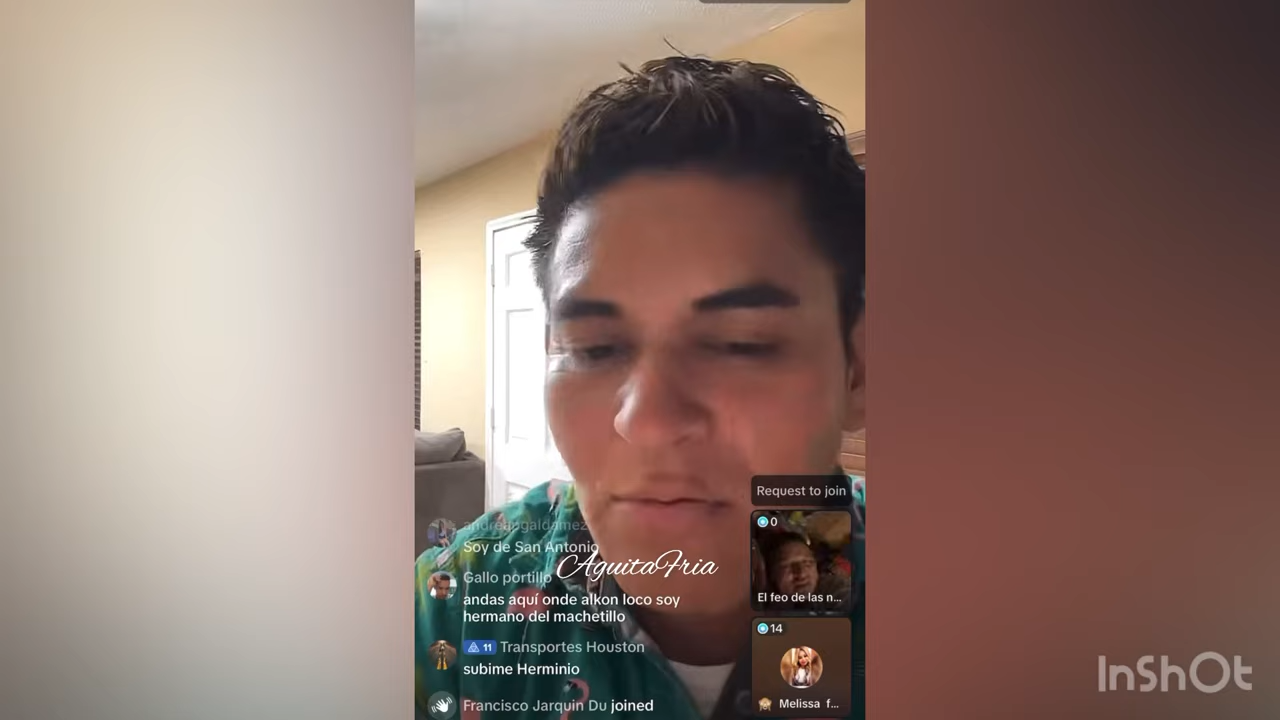 Request to join
0
andreaugaldamez
Soy de San Antonio
AguitaFria
Gallo portillo
andas aquí onde alkon loco soy
hermano del machetillo
El feo de las n...
14
11 Transportes Houston
subime Herminio
Melissa f...
Francisco Jarquin Du joined
InShOt